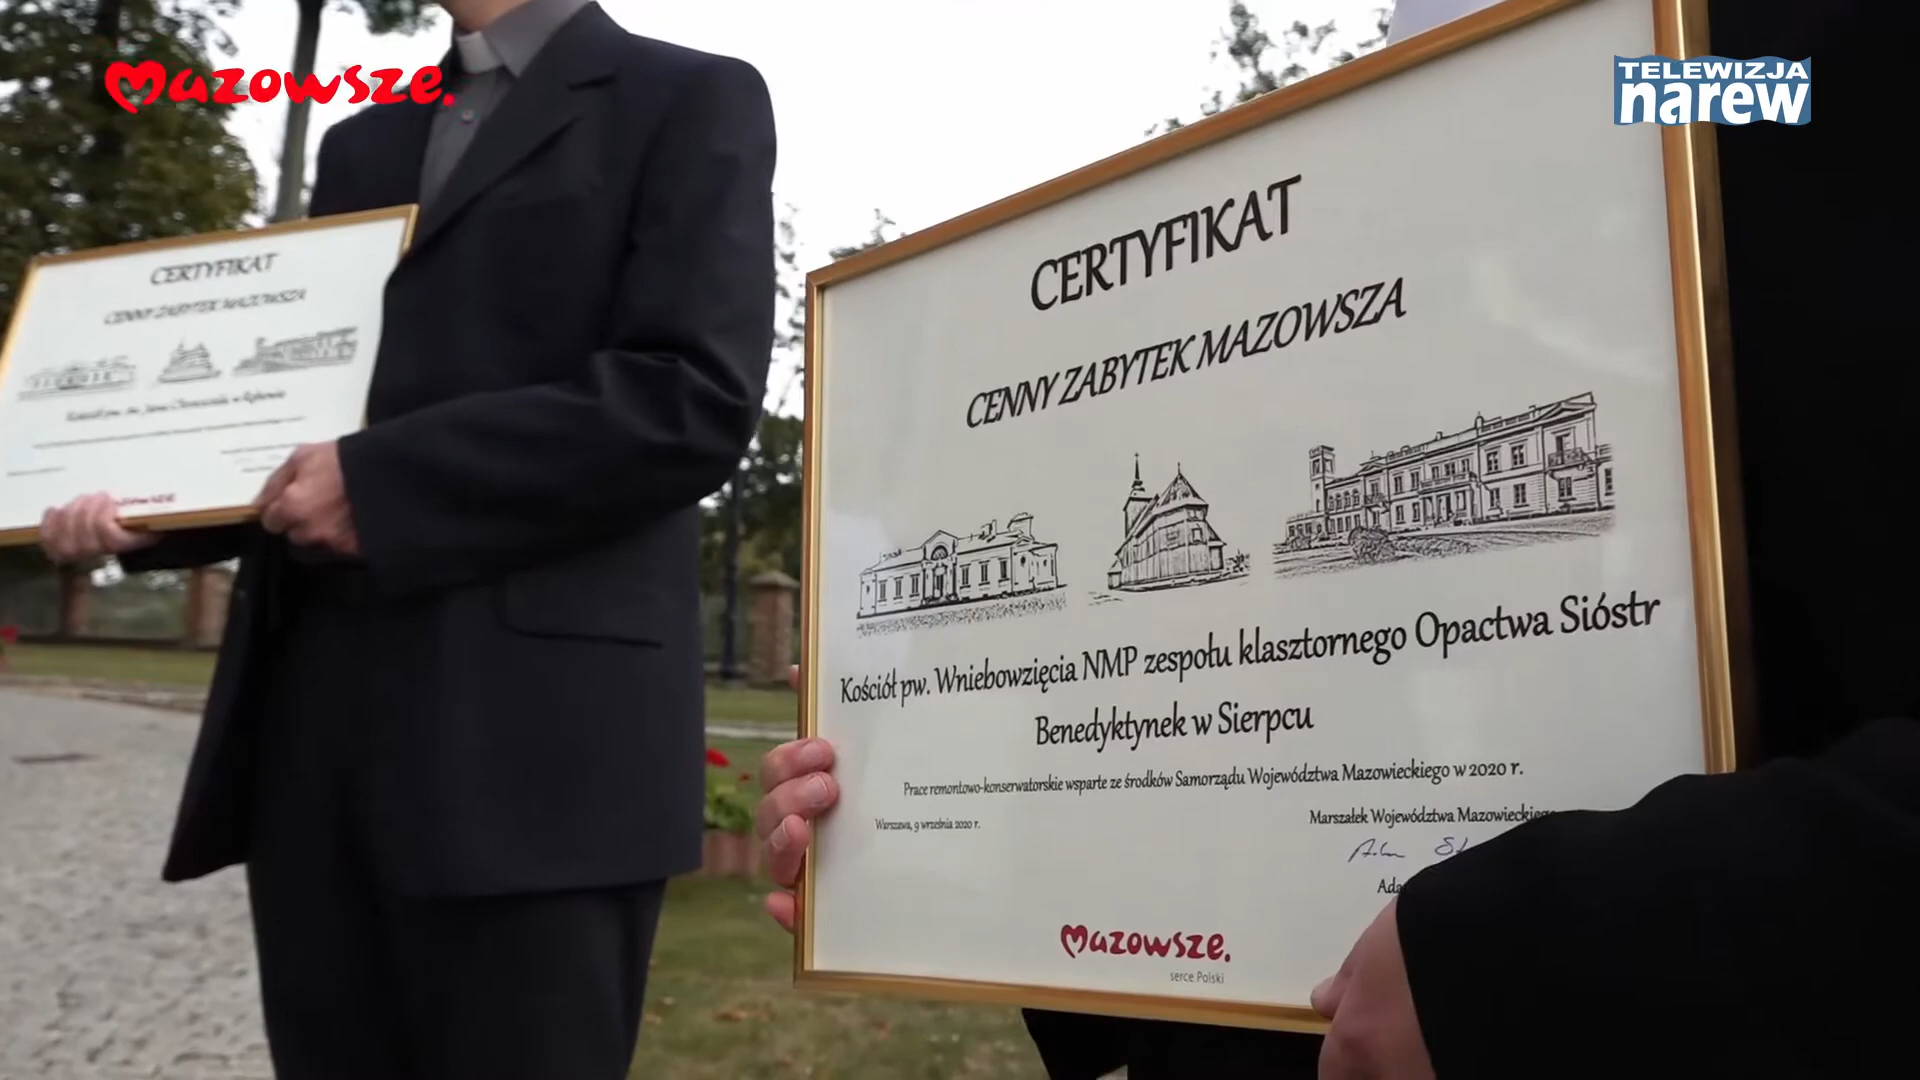 Mazowsze.
TELEWIZJA
narew
CERTYFIKAT
CENNY ZABYTEK MAZOWSZA
CERTYFIKAT
CENNY ZABYTEK MAZOWSZA
Kościół pw. Wniebowzięcia NMP zespołu klasztornego Opactwa Sióstr
Benedyktynek w Sierpcu
Prace remontowo-konserwatorskie wsparte ze środków Samorządu Województwa Mazowieckiego w 2020 r.
Warszawa, 9 września 2020 r.
Marszałek Województwa Mazowieckiego
Mazowsze.
serce Polski